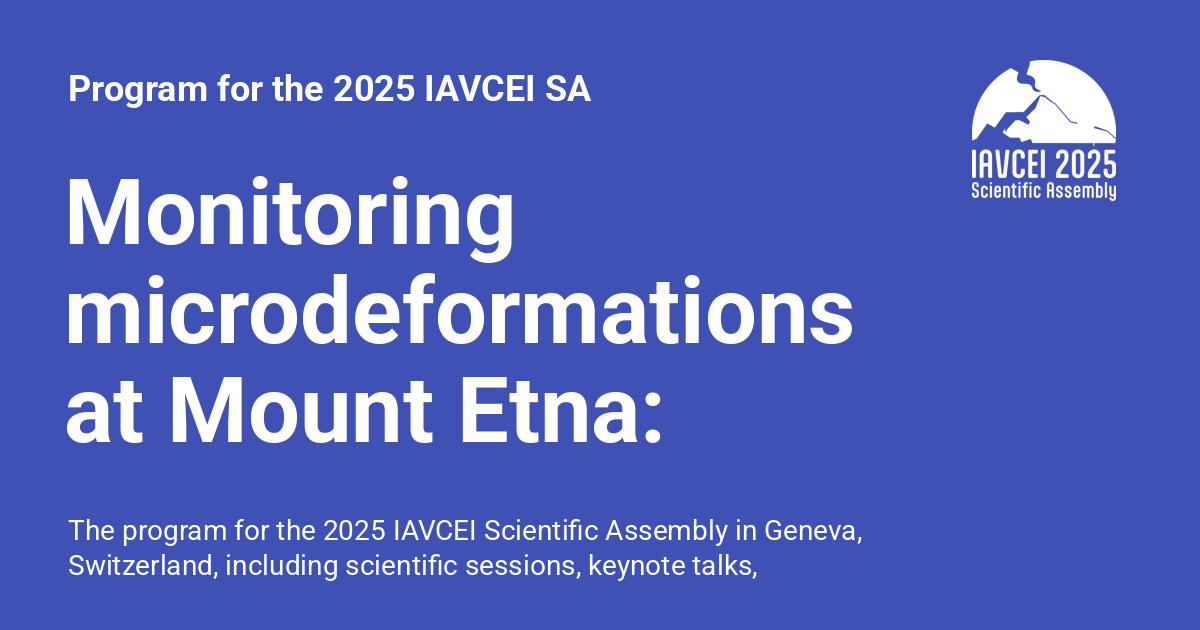 Program for the 2025 IAVCEI SA
IAVCEI 2025
Scientific Assembly
Monitoring
microdeformations
at Mount Etna:
The program for the 2025 IAVCEI Scientific Assembly in Geneva,
Switzerland, including scientific sessions, keynote talks,